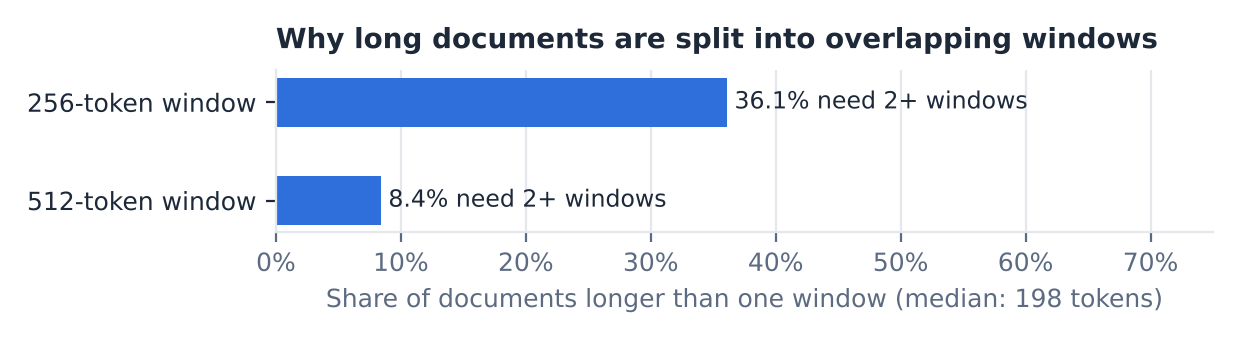 Why long documents are split into overlapping windows
256-token window
36.1% need 2+ windows
512-token window
8.4% need 2+ windows
0% 10% 20% 30% 40% 50% 60% 70%
Share of documents longer than one window (median: 198 tokens)